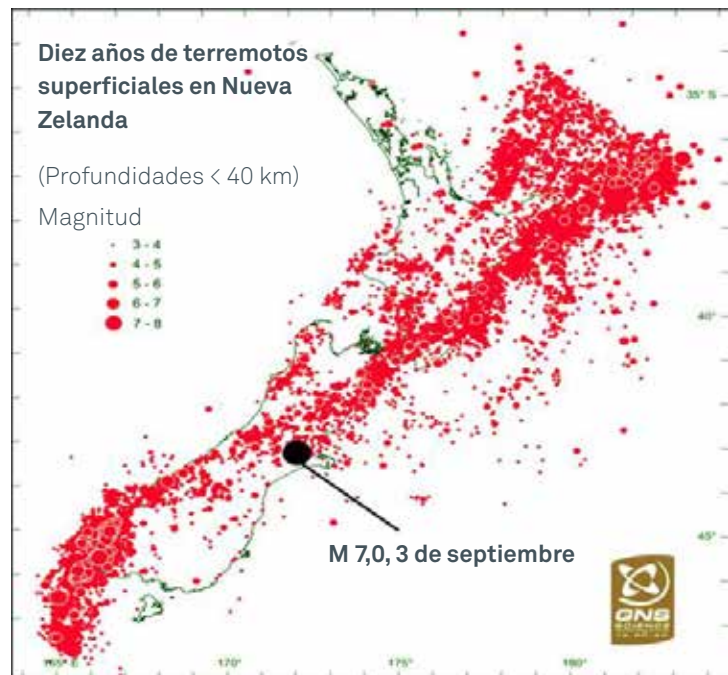 Diez años de terremotos
superficiales en Nueva
Zelanda
(Profundidades < 40 km)
Magnitud
3 - 4
4 - 5
5 - 6
6 - 7
7 - 8
35° S
40°
45°
M 7,0, 3 de septiembre
GNS
SCIENCE
165° E
170°
175°
180°